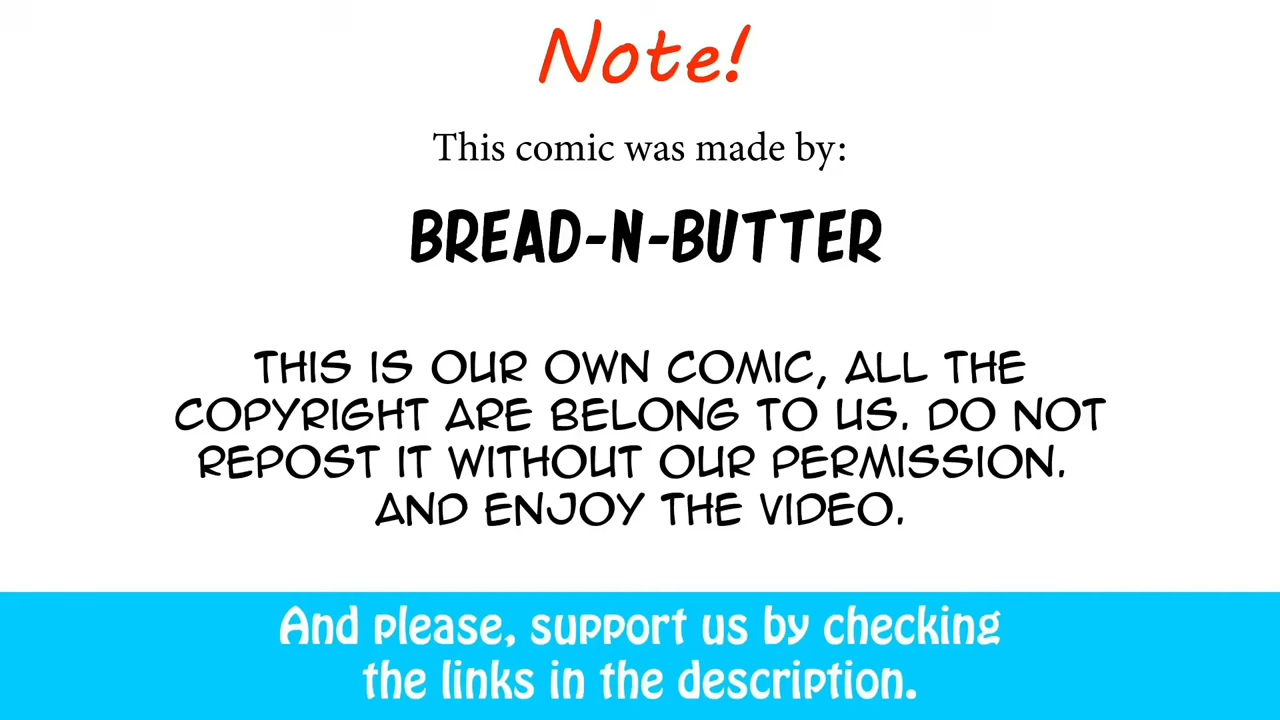 Note!
This comic was made by:
BREAD-N-BUTTER
THIS IS OUR OWN COMIC, ALL THE
COPYRIGHT ARE BELONG TO US. DO NOT
REPOST IT WITHOUT OUR PERMISSION.
AND ENJOY THE VIDEO.
And please, support us by checking
the links in the description.